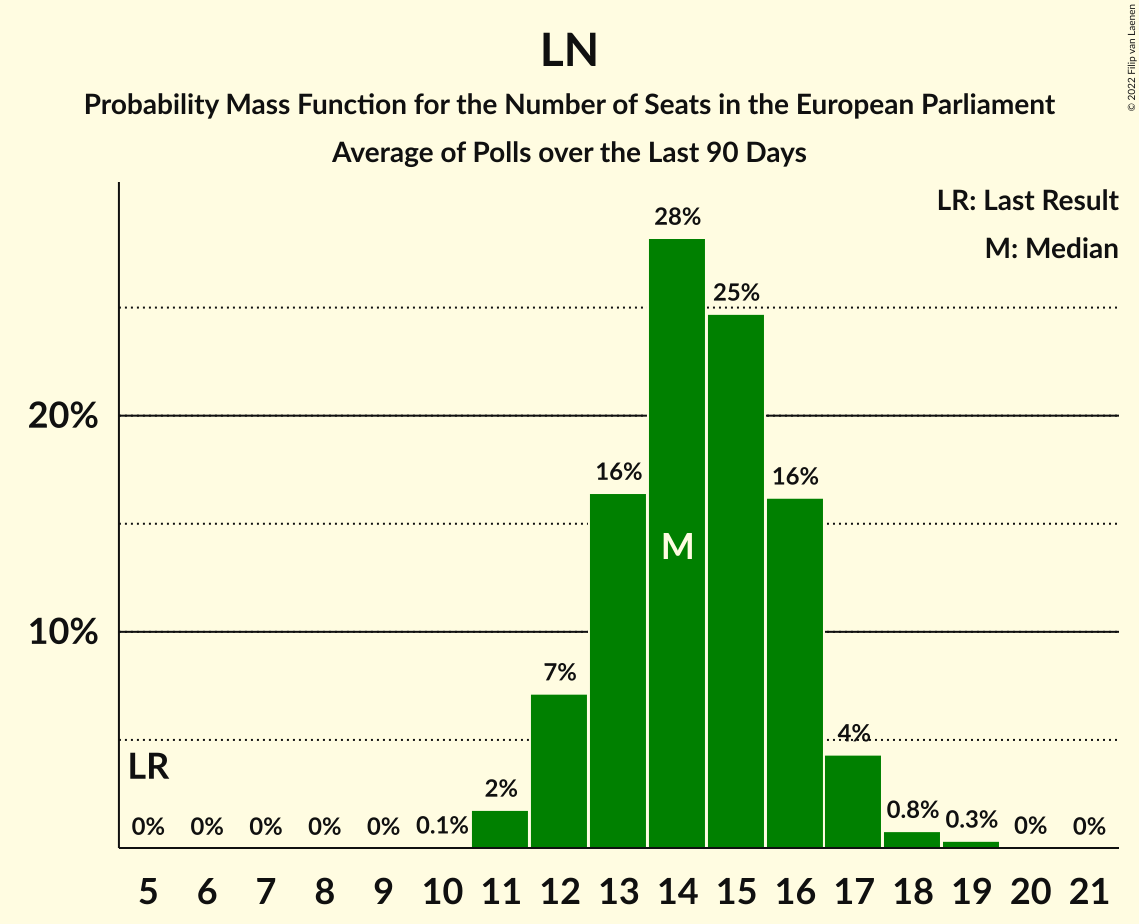 LN
Probability Mass Function for the Number of Seats in the European Parliament
Average of Polls over the Last 90 Days
© 2022 Filip van Laenen
LR: Last Result
M: Median
28%
25%
20%
16%
16%
M
10%
7%
4%
LR
2%
0% 0% 0% 0% 0% 0.1% 0.8% 0.3% 0% 0%
5 6 7 8 9 10 11 12 13 14 15 16 17 18 19 20 21